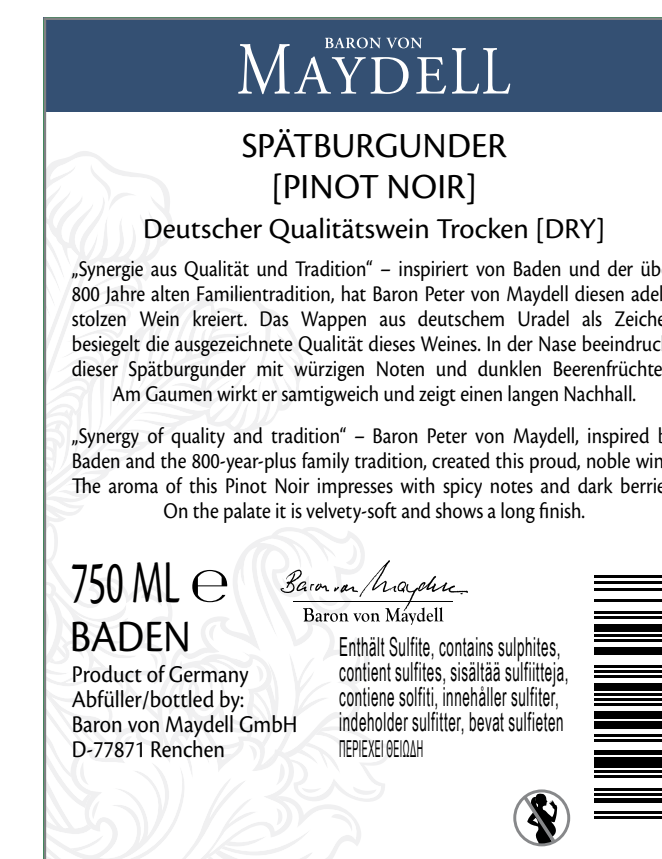 BARON VON
MAYDELL
SPÄTBURGUNDER
[PINOT NOIR]
Deutscher Qualitätswein Trocken [DRY]
„Synergie aus Qualität und Tradition“ – inspiriert von Baden und der
800 Jahre alten Familientradition, hat Baron Peter von Maydell diesen
stolzen Wein kreiert. Das Wappen aus deutschem Uradel als
besiegelt die ausgezeichnete Qualität dieses Weines. In der Nase
dieser Spätburgunder mit würzigen Noten und dunklen
Am Gaumen wirkt er samtigweich und zeigt einen langen Nachhall.
„Synergy of quality and tradition“ – Baron Peter von Maydell, inspired
Baden and the 800-year-plus family tradition, created this proud, noble
The aroma of this Pinot Noir impresses with spicy notes and dark
On the palate it is velvety-soft and shows a long finish.
750 ML ℮
Baron von Maydell
BADEN
Product of Germany
Abfüller/bottled by:
Baron von Maydell GmbH
D-77871 Renchen
Enthält Sulfite, contains sulphites,
contient sulfites, sisältää sulfiitteja,
contiene solfiti, innehåller sulfiter,
indeholder sulfitter, bevat sulfieten
ΠΕΡΙΕΧΕΙ ΘΕΙΩΔΗ